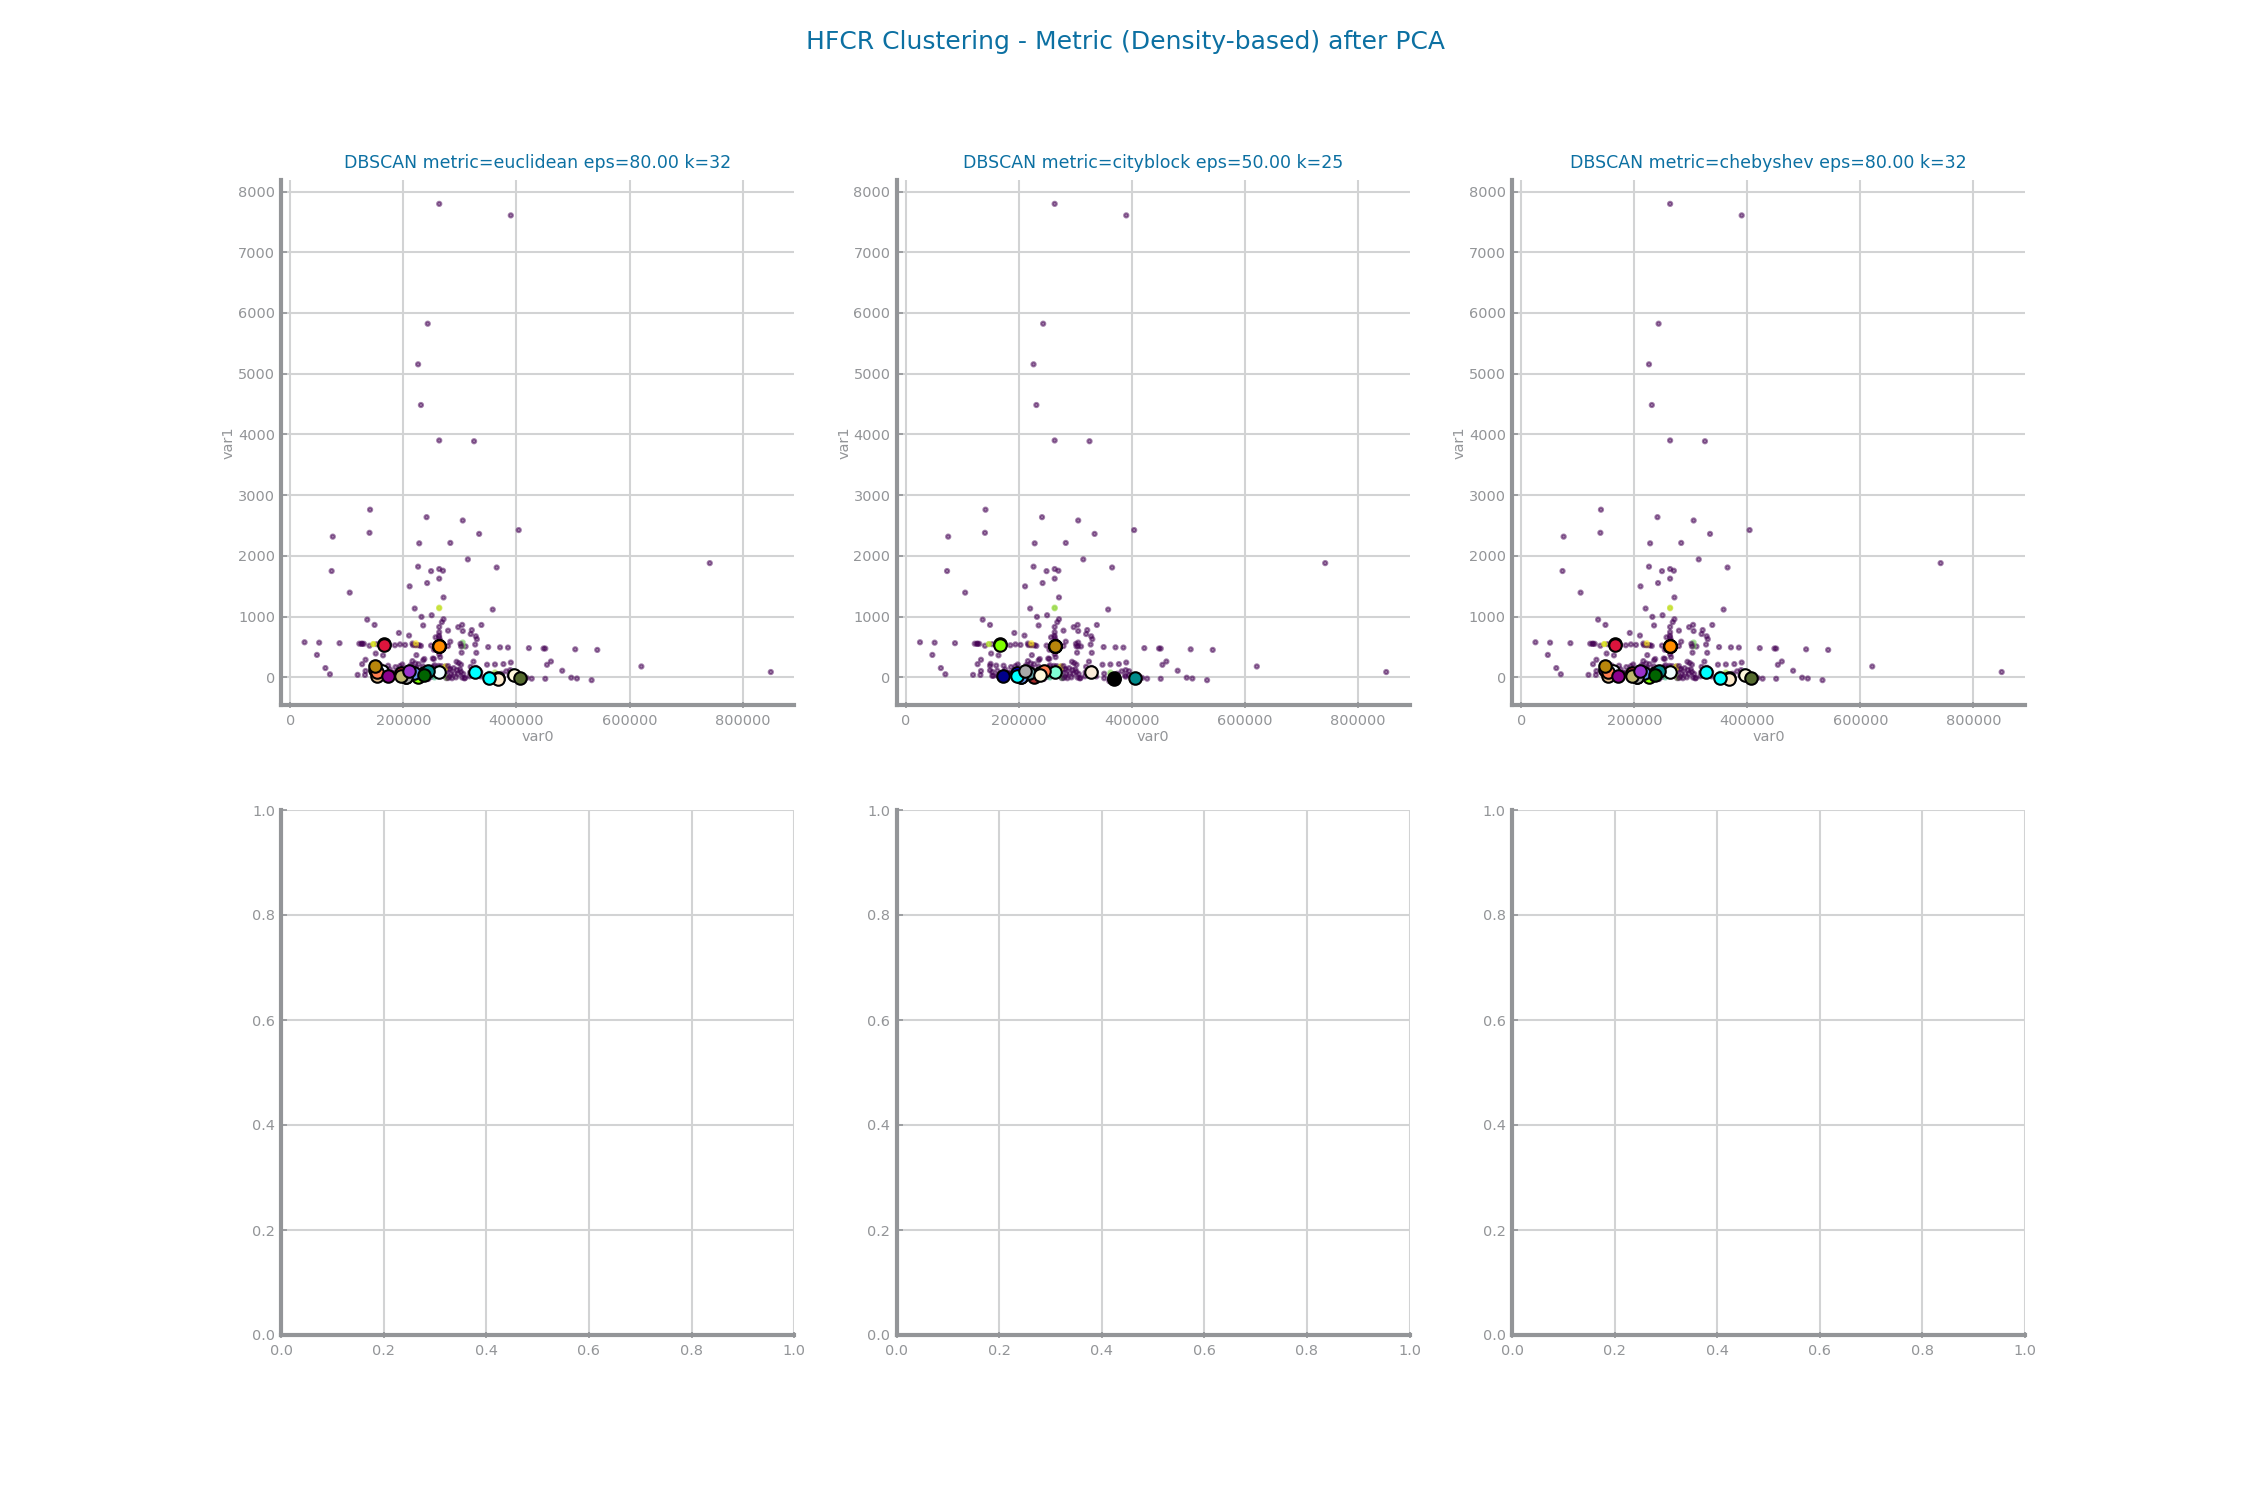 HFCR Clustering - Metric (Density-based) after PCA
DBSCAN metric=euclidean eps=80.00 k=32
8000
7000
6000
5000
4000
3000
2000
1000
0
var1
0 200000 400000 600000 800000
var0
DBSCAN metric=cityblock eps=50.00 k=25
8000
7000
6000
5000
4000
3000
2000
1000
0
var1
0 200000 400000 600000 800000
var0
DBSCAN metric=chebyshev eps=80.00 k=32
8000
7000
6000
5000
4000
3000
2000
1000
0
var1
0 200000 400000 600000 800000
var0
1.0
0.8
0.6
0.4
0.2
0.0
0.0 0.2 0.4 0.6 0.8 1.0
1.0
0.8
0.6
0.4
0.2
0.0
0.0 0.2 0.4 0.6 0.8 1.0
1.0
0.8
0.6
0.4
0.2
0.0
0.0 0.2 0.4 0.6 0.8 1.0